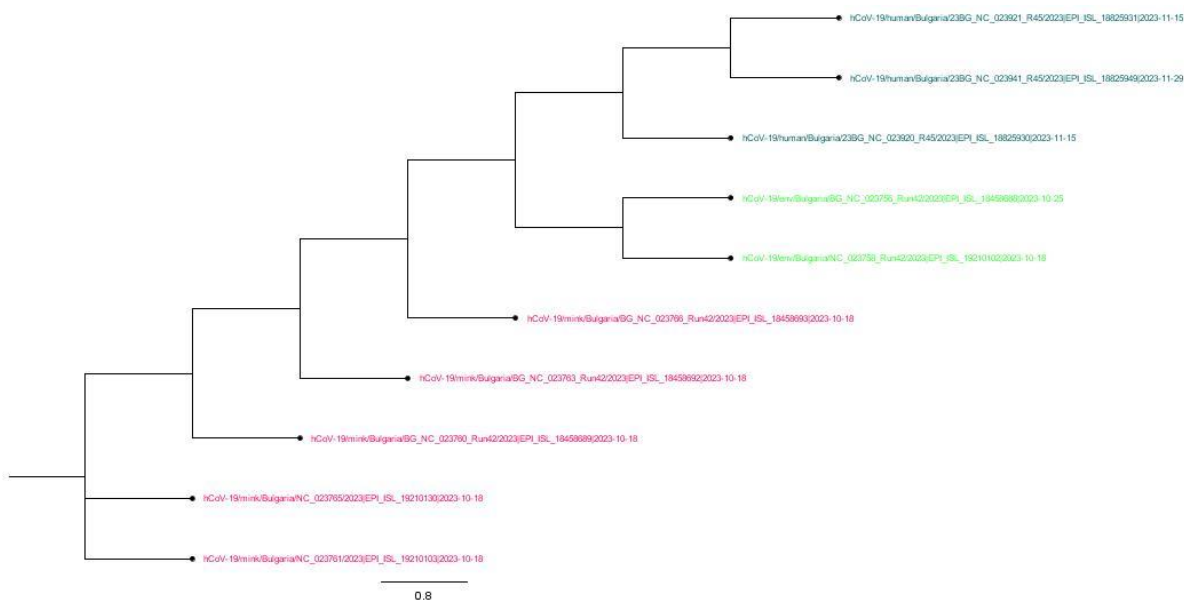 hCoV-19/human/Bulgaria/23BG_NC_023921_R45/2023|EPI_ISL_18825931|2023-11-15
hCoV-19/human/Bulgaria/23BG_NC_023941_R45/2023|EPI_ISL_18825949|2023-11-29
hCoV-19/human/Bulgaria/23BG_NC_023920_R45/2023|EPI_ISL_18825930|2023-11-15
hCoV-19/env/Bulgaria/BG_NC_023756_Run42/2023|EPI_ISL_18458686|2023-10-25
hCoV-19/env/Bulgaria/NC_023758_Run42/2023|EPI_ISL_19210102|2023-10-18
hCoV-19/mink/Bulgaria/BG_NC_023766_Run42/2023|EPI_ISL_18458693|2023-10-18
hCoV-19/mink/Bulgaria/BG_NC_023763_Run42/2023|EPI_ISL_18458692|2023-10-18
hCoV-19/mink/Bulgaria/BG_NC_023760_Run42/2023|EPI_ISL_18458689|2023-10-18
hCoV-19/mink/Bulgaria/NC_023765/2023|EPI_ISL_19210130|2023-10-18
hCoV-19/mink/Bulgaria/NC_023761/2023|EPI_ISL_19210103|2023-10-18
0.8